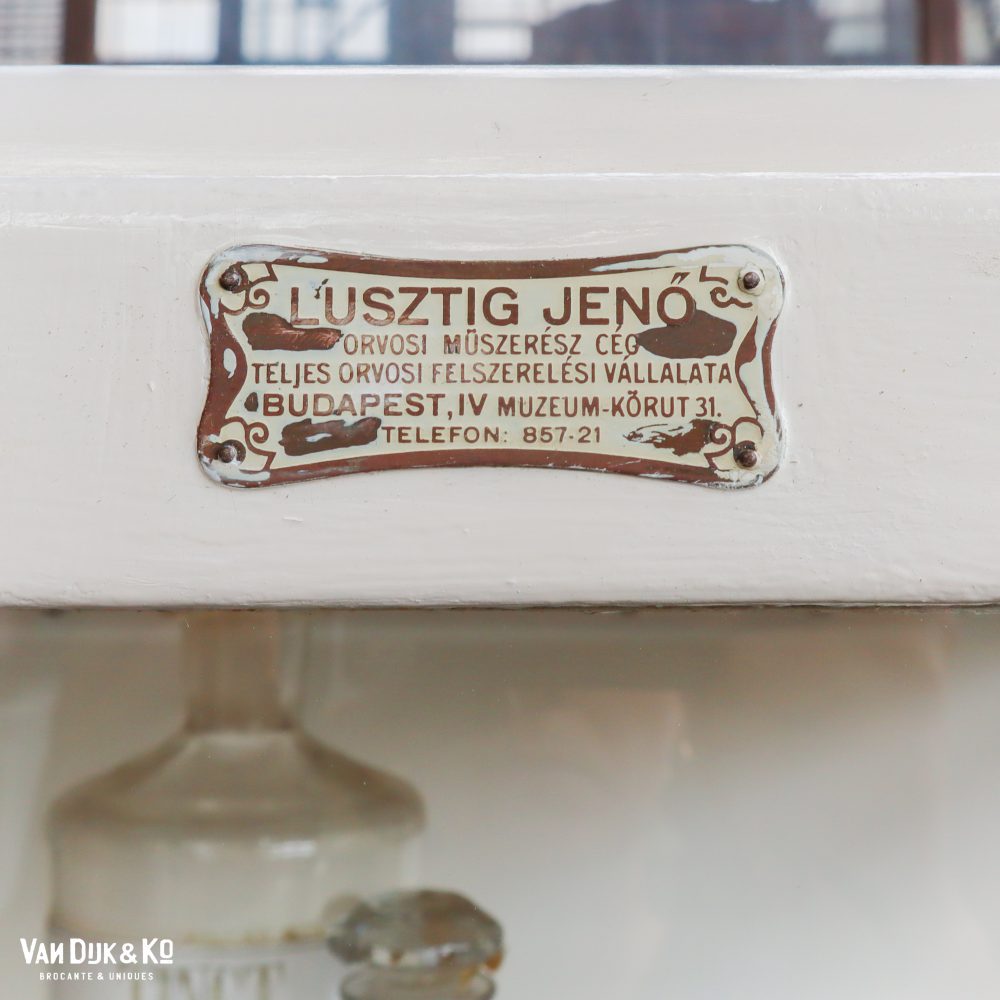 LUSZTIG JENŐ
ORVOSI MŰSZERÉSZ CÉG
TELJES ORVOSI FELSZERELÉSI VÁLLALATA
BUDAPEST, IV MUZEUM-KÖRUT 31.
TELEFON: 857-21
VAN DIJK & KO
BROCANTE & UNIQUES